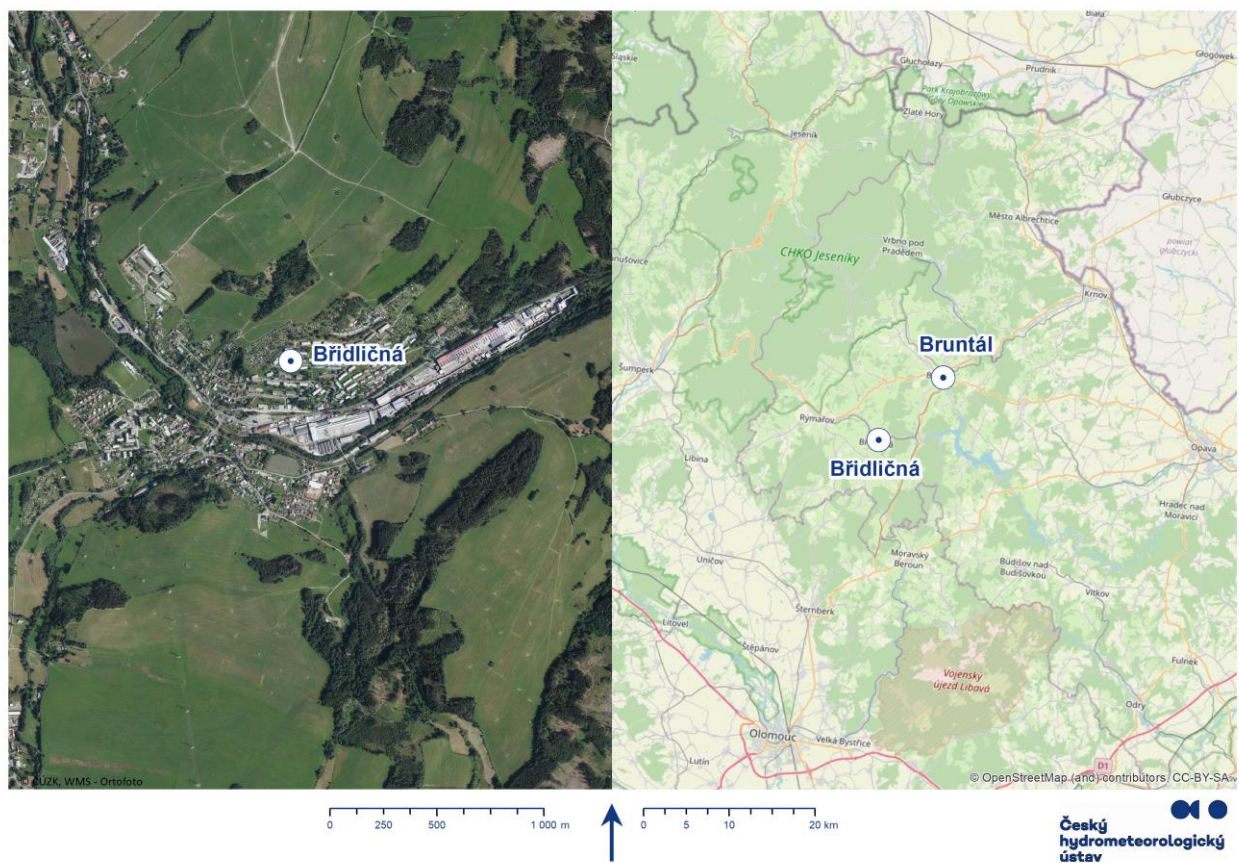 Břidličná
© ČÚZK, WMS - Ortofoto
Biała
Śląskie
Głuchołazy
Głogówek
Prudnik
Park Krajobrazowy
Góry Opawskie
Zlaté Hory
Jeseník
Město Albrechtice
Głubczyce
powiat
głubczycki
Vrbno pod
Pradědem
CHKO Jeseníky
Krnov
Bruntál
Šumperk
Rýmařov
Břidličná
Libina
Opava
Hradec nad
Moravicí
Uničov
Moravský
Beroun
Budišov nad
Budišovkou
Vítkov
Šternberk
Litovel
Štěpánov
Fulnek
Vojenský
újezd Libavá
Odry
Olomouc
Velká Bystřice
Lutín
D1
© OpenStreetMap (and) contributors, CC-BY-SA
0 250 500 1 000 m
0 5 10 20 km
Český
hydrometeorologický
ústav